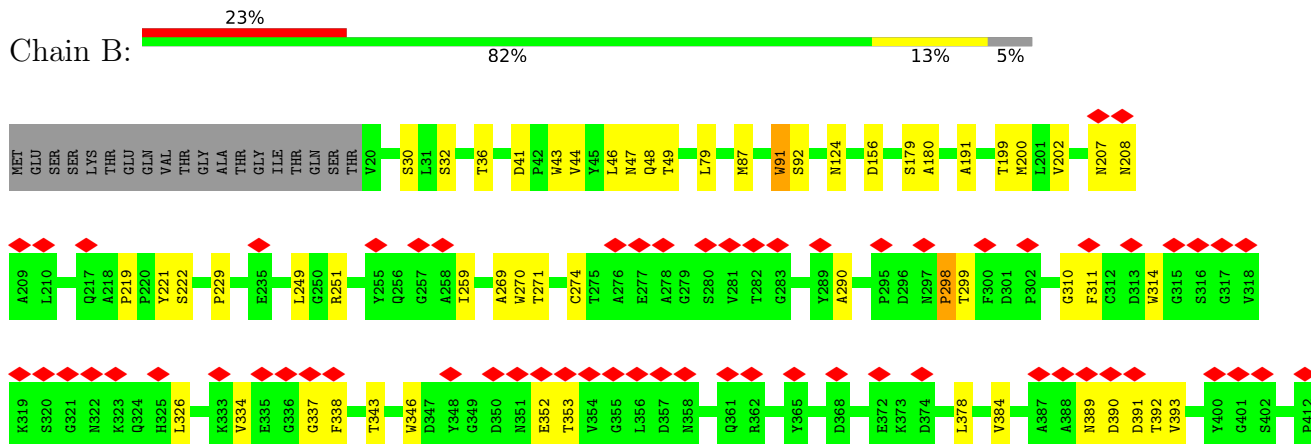 23%
Chain B:
82% 13% 5%
MET GLU SER SER LYS THR GLU GLN VAL THR GLY ALA THR GLY ILE THR GLN SER THR V20 S30 L31 S32 T36 D41 P42 W43 V44 Y45 L46 N47 Q48 T49 L79 M87 W91 S92 N124 D156 S179 A180 A191 T199 M200 L201 V202 N207 N208
A209 L210 Q217 A218 P219 P220 Y221 S222 P229 E235 L249 G250 R251 Y255 Q256 G257 A258 I259 A269 W270 T271 C274 T275 A276 E277 A278 G279 S280 V281 T282 G283 Y289 A290 P295 D296 N297 P298 T299 F300 D301 P302 G310 F311 C312 D313 W314 G315 S316 G317 V318
K319 S320 G321 N322 K323 Q324 H325 L326 K333 V334 E335 G336 G337 F338 T343 W346 D347 Y348 G349 D350 N351 E352 T353 V354 G355 L356 D357 N358 Q361 R362 Y365 D368 E372 K373 D374 L378 V384 A387 A388 N389 D390 D391 T392 V393 Y400 G401 S402